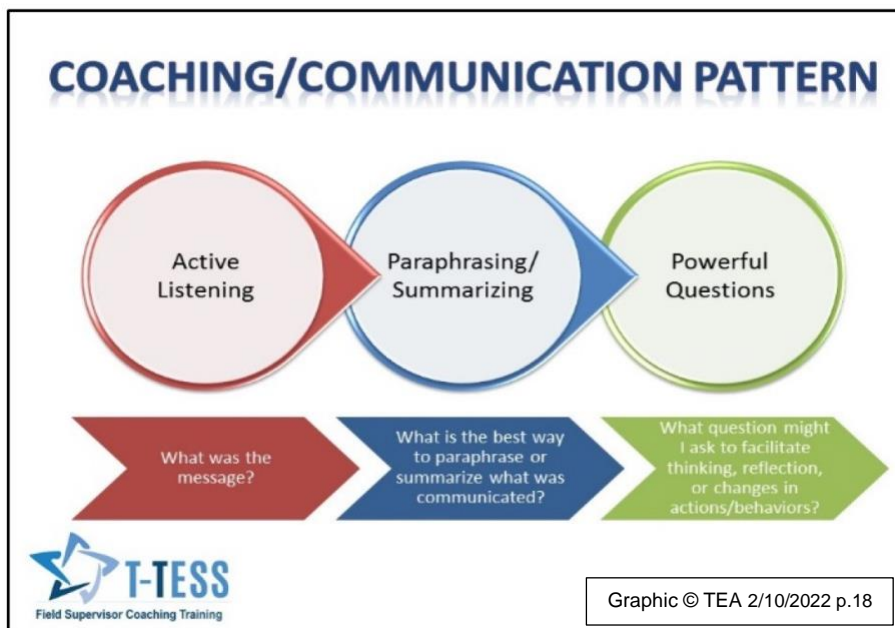 COACHING/COMMUNICATION PATTERN
Active
Listening
Paraphrasing/
Summarizing
Powerful
Questions
What was the
message?
What is the best way
to paraphrase or
summarize what was
communicated?
What question might
I ask to facilitate
thinking, reflection,
or changes in
actions/behaviors?
T-TESS
Field Supervisor Coaching Training
Graphic © TEA 2/10/2022 p.18